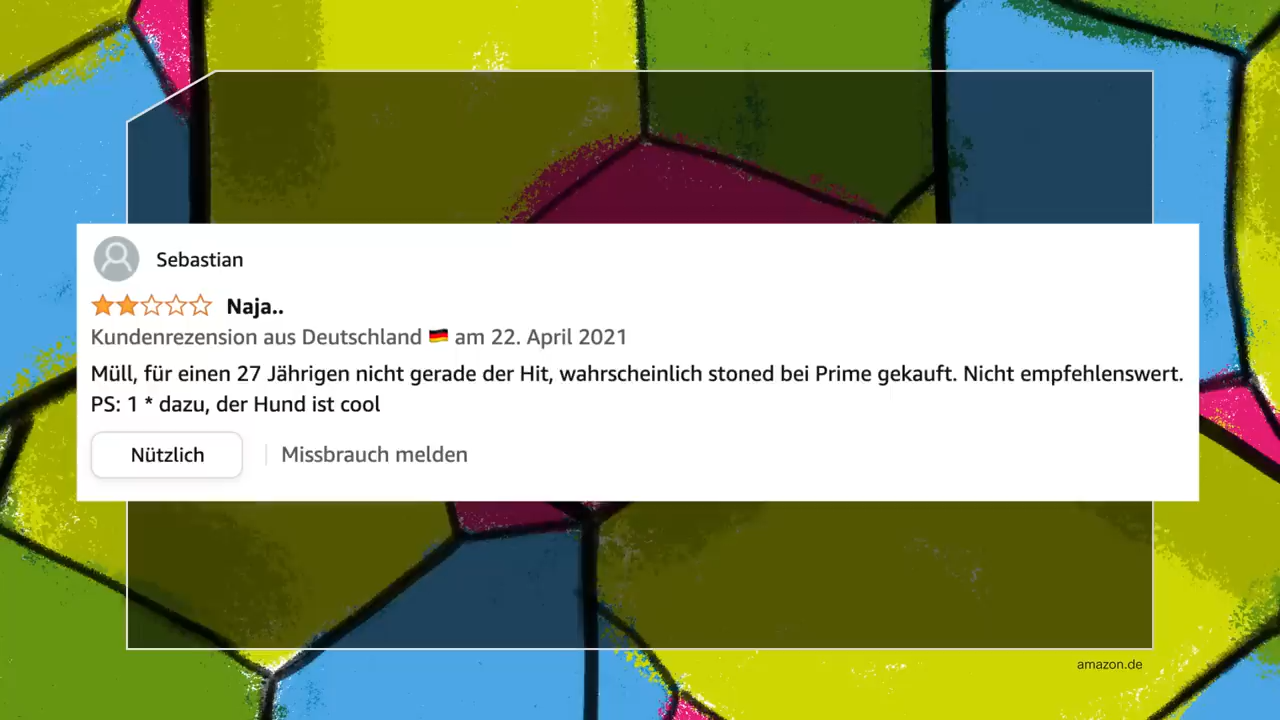 Sebastian
Naja..
Kundenrezension aus Deutschland 🇩🇪 am 22. April 2021
Müll, für einen 27 Jährigen nicht gerade der Hit, wahrscheinlich stoned bei Prime gekauft. Nicht empfehlenswert.
PS: 1 * dazu, der Hund ist cool
Nützlich
Missbrauch melden
amazon.de